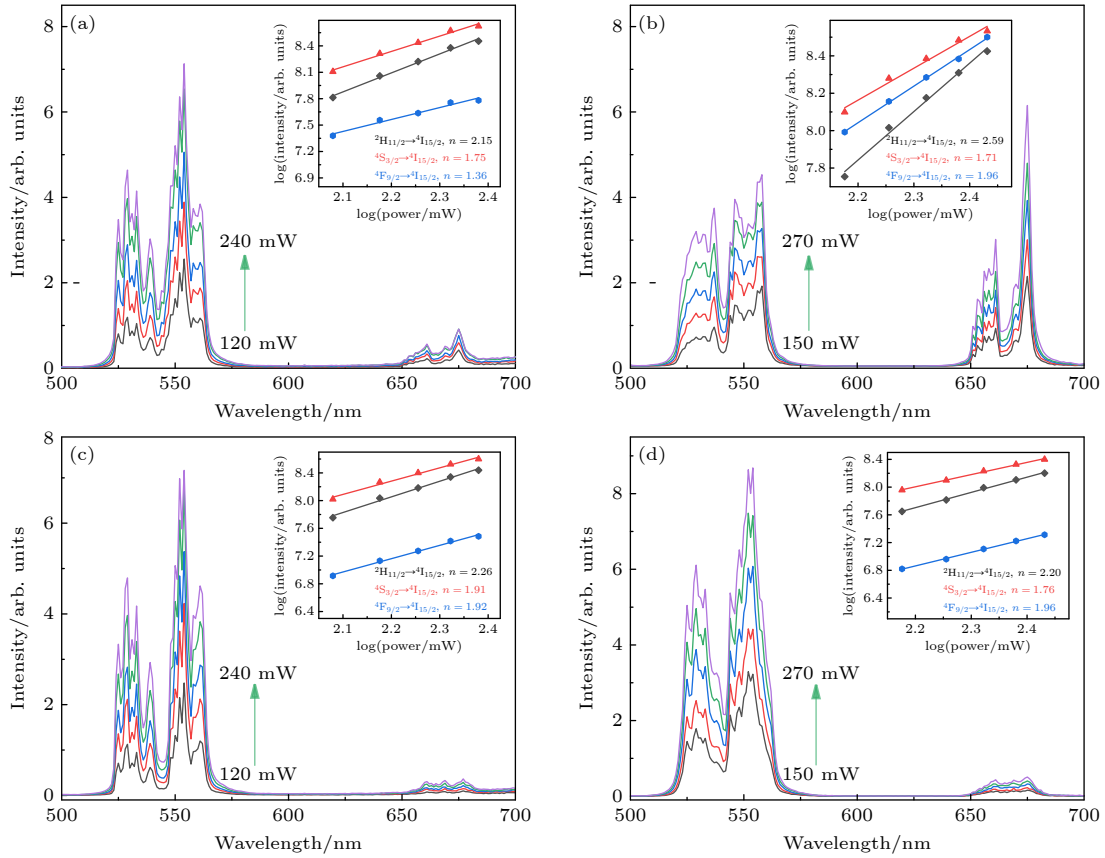 (a)
8
6
4
2
0
Intensity/arb. units
500
550
600
650
700
Wavelength/nm
240 mW
120 mW
8.4
8.1
7.8
7.5
7.2
6.9
log(intensity/arb. units)
²H₁₁/₂→⁴I₁₅/₂, n = 2.15
⁴S₃/₂→⁴I₁₅/₂, n = 1.75
⁴F₉/₂→⁴I₁₅/₂, n = 1.36
2.1
2.2
2.3
2.4
log(power/mW)
(b)
8
6
4
2
0
Intensity/arb. units
500
550
600
650
700
Wavelength/nm
270 mW
150 mW
8.4
8.2
8.0
7.8
log(intensity/arb. units)
²H₁₁/₂→⁴I₁₅/₂, n = 2.59
⁴S₃/₂→⁴I₁₅/₂, n = 1.71
⁴F₉/₂→⁴I₁₅/₂, n = 1.96
2.2
2.3
2.4
log(power/mW)
(c)
8
6
4
2
0
Intensity/arb. units
500
550
600
650
700
Wavelength/nm
240 mW
120 mW
8.4
8.0
7.6
7.2
6.8
6.4
log(intensity/arb. units)
²H₁₁/₂→⁴I₁₅/₂, n = 2.26
⁴S₃/₂→⁴I₁₅/₂, n = 1.91
⁴F₉/₂→⁴I₁₅/₂, n = 1.92
2.1
2.2
2.3
2.4
log(power/mW)
(d)
8
6
4
2
0
Intensity/arb. units
500
550
600
650
700
Wavelength/nm
270 mW
150 mW
8.4
8.0
7.6
7.2
6.8
6.4
log(intensity/arb. units)
²H₁₁/₂→⁴I₁₅/₂, n = 2.20
⁴S₃/₂→⁴I₁₅/₂, n = 1.76
⁴F₉/₂→⁴I₁₅/₂, n = 1.96
2.2
2.3
2.4
log(power/mW)